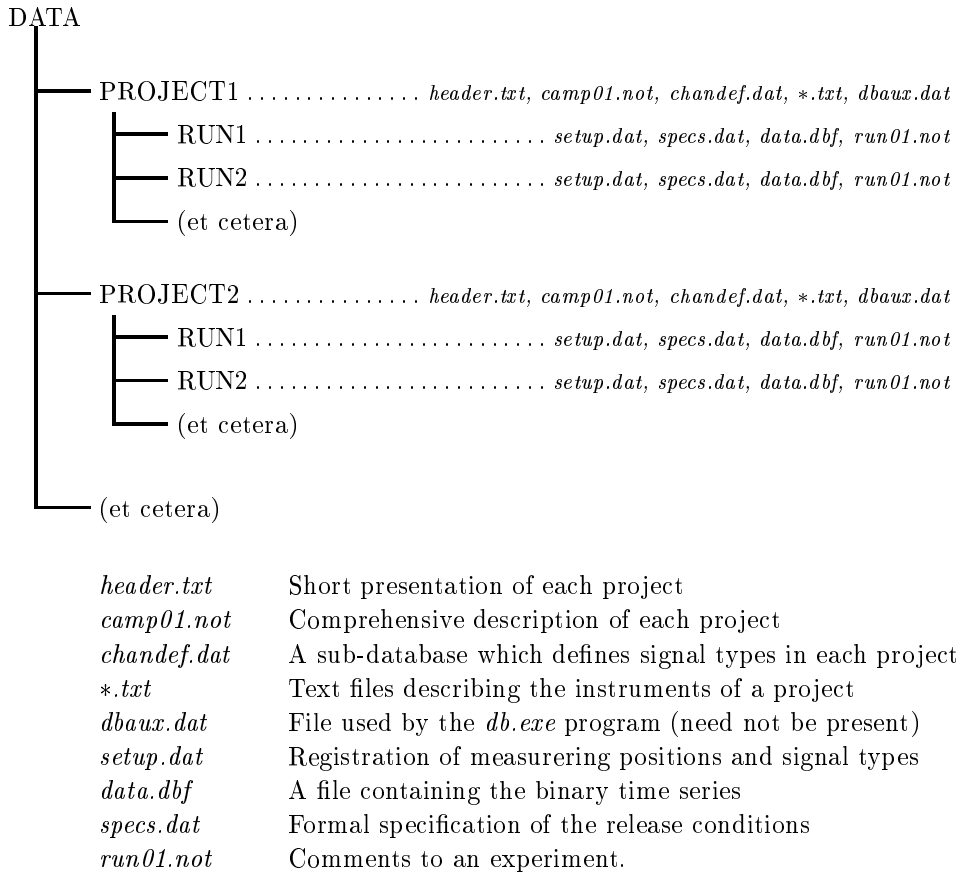 DATA
PROJECT1 . . . . . . . . . . . . . . . header.txt, camp01.not, chandef.dat, *.txt, dbaux.dat
RUN1 . . . . . . . . . . . . . . . . . . . . . . . . . setup.dat, specs.dat, data.dbf, run01.not
RUN2 . . . . . . . . . . . . . . . . . . . . . . . . . setup.dat, specs.dat, data.dbf, run01.not
(et cetera)
PROJECT2 . . . . . . . . . . . . . . . header.txt, camp01.not, chandef.dat, *.txt, dbaux.dat
RUN1 . . . . . . . . . . . . . . . . . . . . . . . . . setup.dat, specs.dat, data.dbf, run01.not
RUN2 . . . . . . . . . . . . . . . . . . . . . . . . . setup.dat, specs.dat, data.dbf, run01.not
(et cetera)
(et cetera)
header.txt Short presentation of each project
camp01.not Comprehensive description of each project
chandef.dat A sub-database which defines signal types in each project
*.txt Text files describing the instruments of a project
dbaux.dat File used by the db.exe program (need not be present)
setup.dat Registration of measurering positions and signal types
data.dbf A file containing the binary time series
specs.dat Formal specification of the release conditions
run01.not Comments to an experiment.